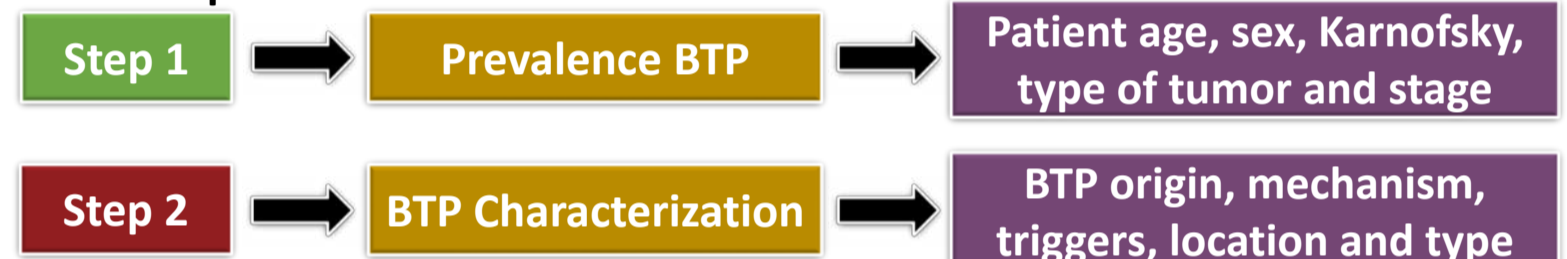 Step 1
Prevalence BTP
Patient age, sex, Karnofsky,
type of tumor and stage
Step 2
BTP Characterization
BTP origin, mechanism,
triggers, location and type